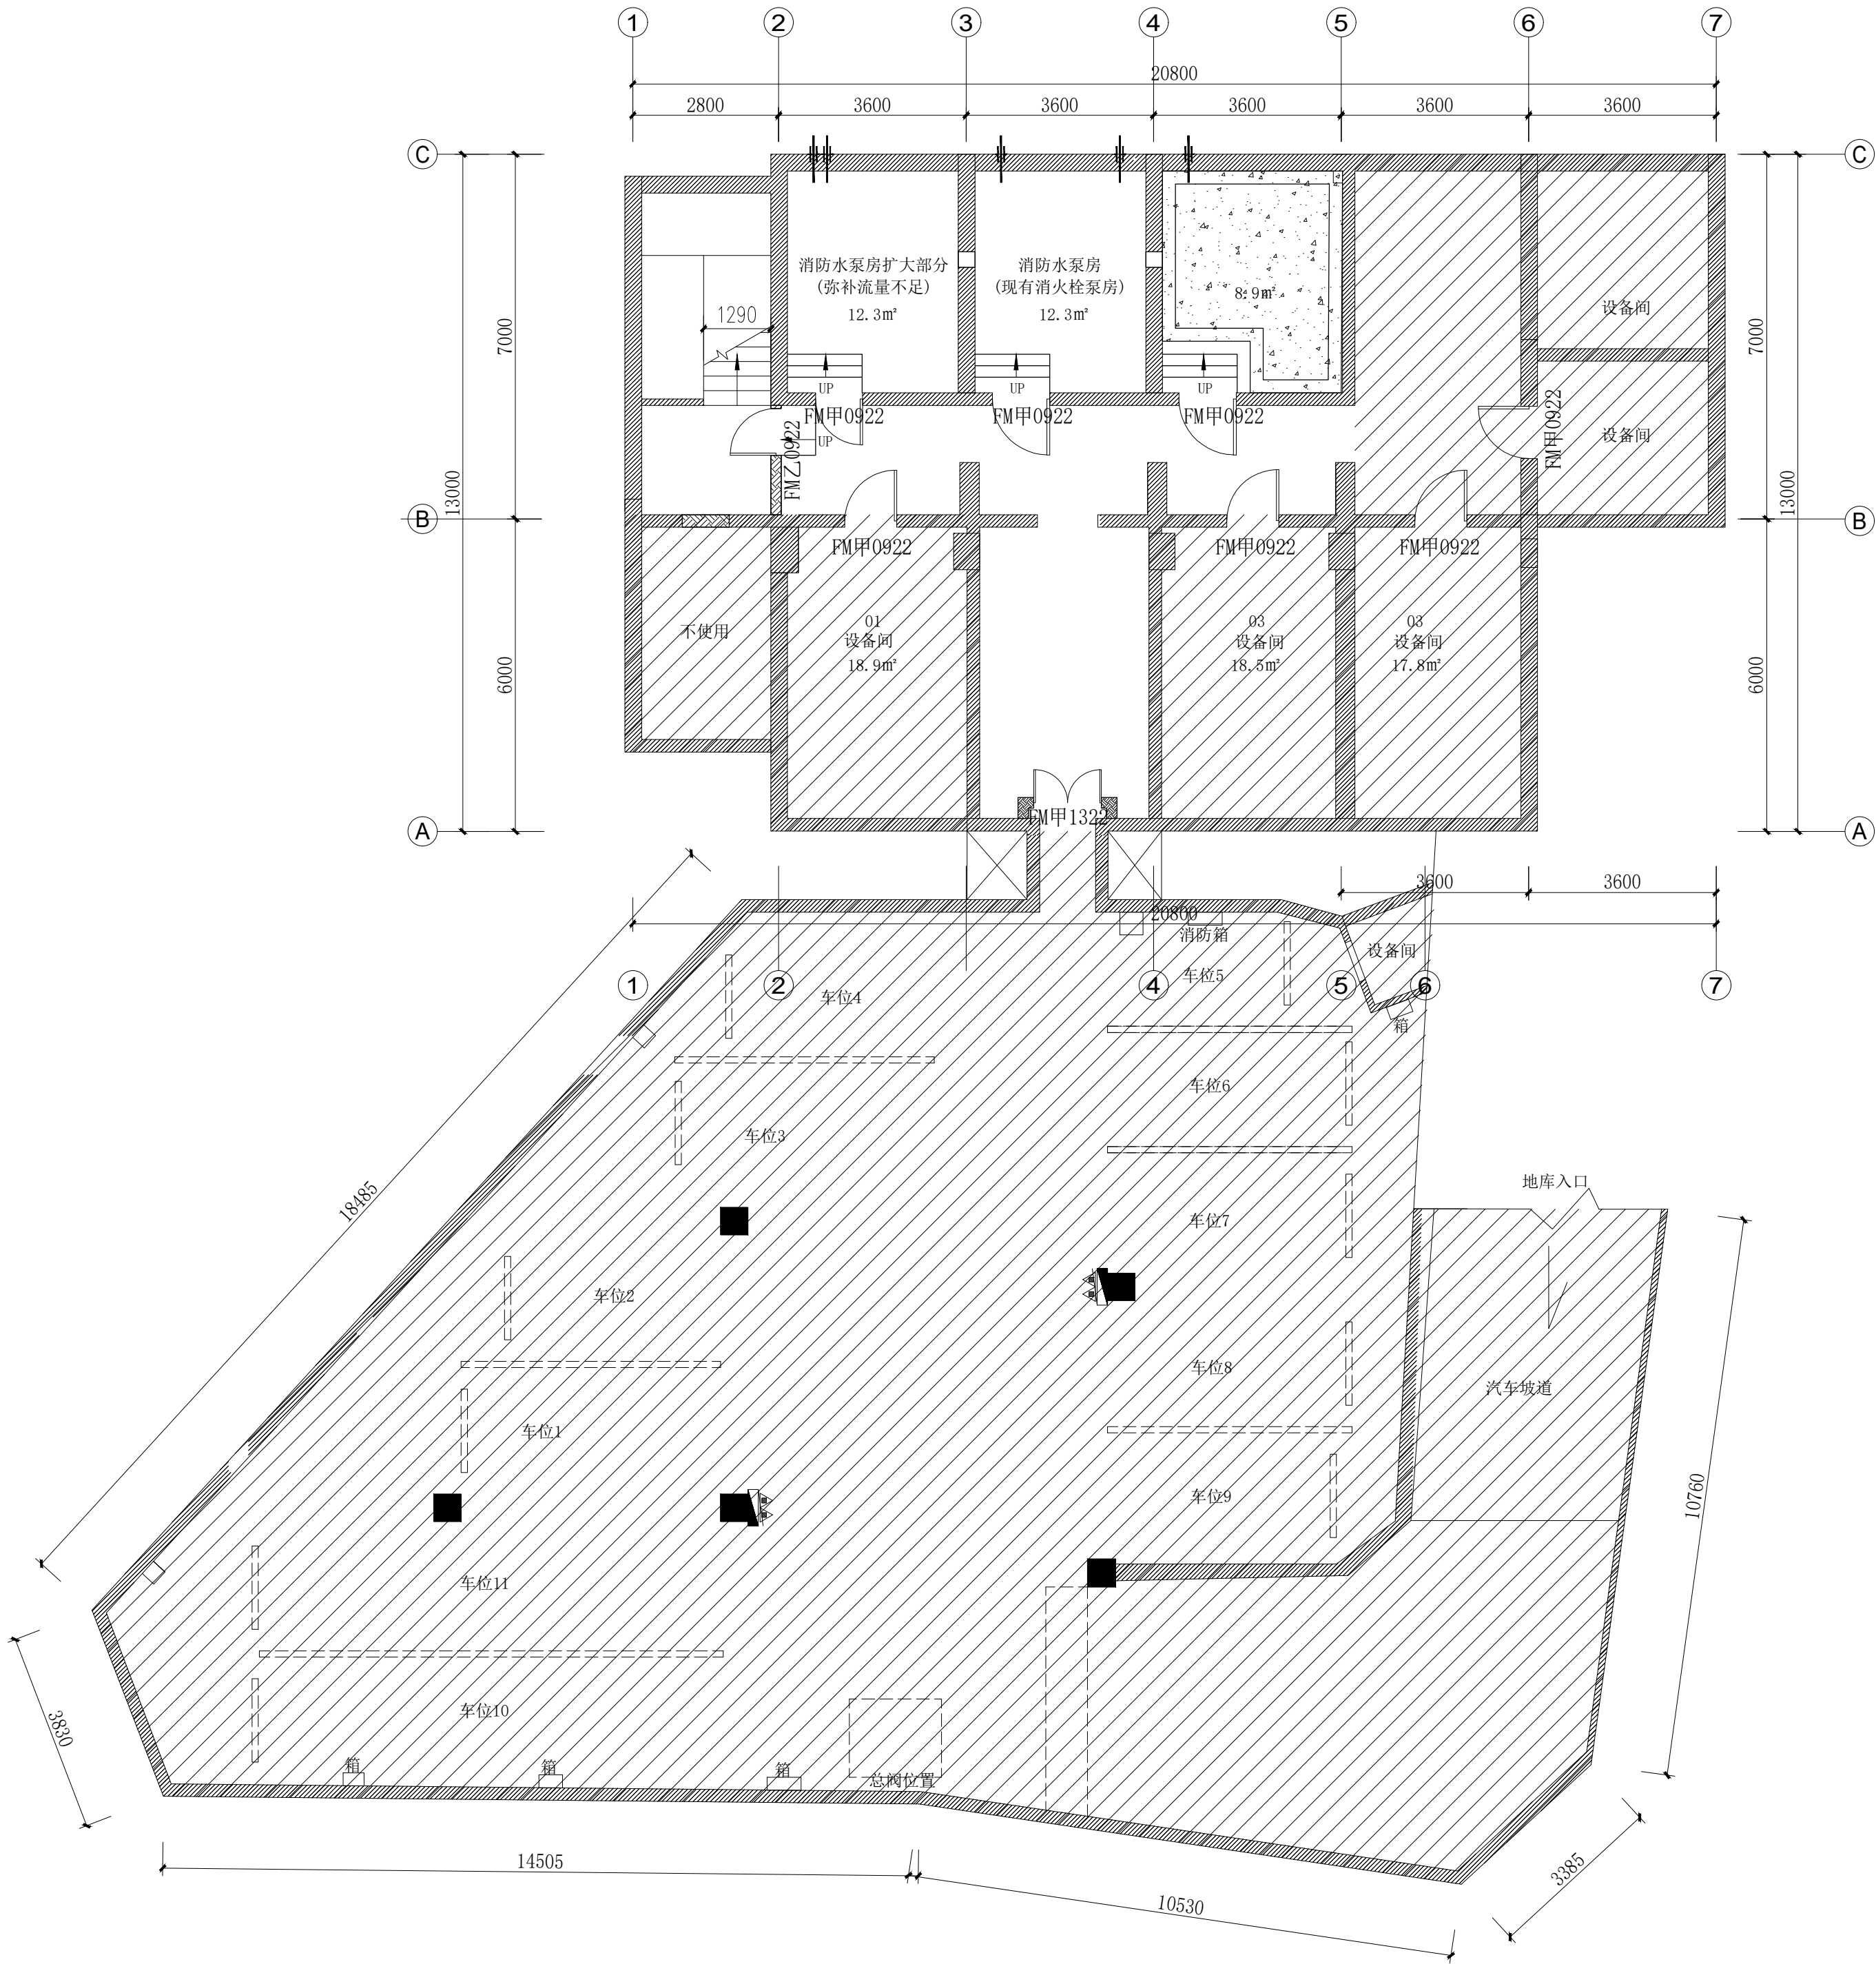 1 2 3 4 5 6 7
20800
2800 3600 3600 3600 3600 3600
C C
消防水泵房扩大部分
(弥补流量不足)
12.3㎡
消防水泵房
(现有消火栓泵房)
12.3㎡
8.9㎡
设备间
1290
7000
7000
UP UP UP
FM甲0922 FM甲0922 FM甲0922
FM甲0922
设备间
UP
FM乙0922
13000
13000
B B
FM甲0922 FM甲0922 FM甲0922
不使用
01
设备间
18.9㎡
03
设备间
18.5㎡
03
设备间
17.8㎡
6000
6000
FM甲1322
A A
3600 3600
20800
消防箱
设备间
车位5
车位4
1 2 4 5 6 7
箱
车位6
车位3
18485
地库入口
车位7
车位2
车位8
汽车坡道
车位1
车位9
10760
车位11
车位10
3830
箱 箱 箱
总阀位置
14505
3385
10530